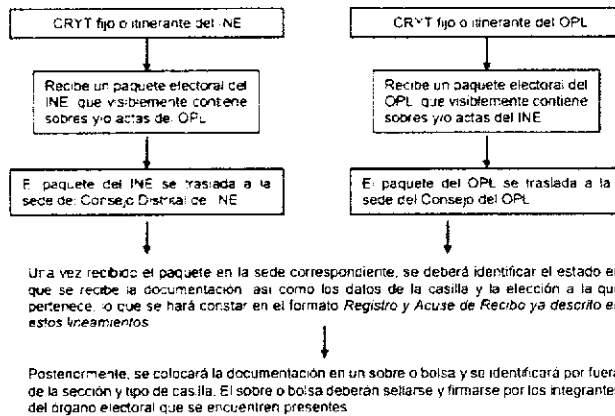 CRYT fijo o itinerante del INE
Recibe un paquete electoral del
INE que visiblemente contiene
sobres y/o actas del OPL
El paquete del INE se traslada a la
sede del Consejo Distrital del INE
CRYT fijo o itinerante del OPL
Recibe un paquete electoral del
OPL que visiblemente contiene
sobres y/o actas del INE
El paquete del OPL se traslada a la
sede del Consejo del OPL
Una vez recibido el paquete en la sede correspondiente, se deberá identificar el estado en
que se recibe la documentación, así como los datos de la casilla y la elección a la que
pertenece, lo que se hará constar en el formato Registro y Acuse de Recibo ya descrito en
estos lineamientos
Posteriormente, se colocará la documentación en un sobre o bolsa y se identificará por fuera
de la sección y tipo de casilla. El sobre o bolsa deberán sellarse y firmarse por los integrantes
del órgano electoral que se encuentren presentes